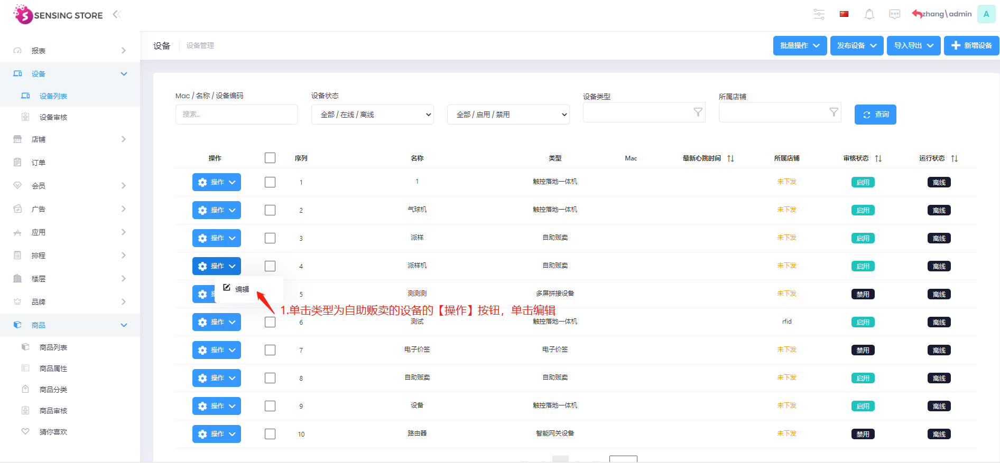 SENSING STORE
zhang\admin
A
报表
设备
设备列表
设备审核
店铺
订单
会员
广告
应用
排程
楼层
品牌
商品
商品列表
商品属性
商品分类
商品审核
猜你喜欢
设备 设备管理
批量操作 发布设备 导入导出 新增设备
Mac / 名称 / 设备编码 设备状态 设备类型 所属店铺
搜索... 全部 / 在线 / 离线 全部 / 启用 / 禁用 查询
操作 序列 名称 类型 Mac 最新心跳时间 所属店铺 审核状态 运行状态
操作 1 1 触控落地一体机 未下发 启用 离线
操作 2 气球机 触控落地一体机 未下发 启用 离线
操作 3 派样 自助贩卖 未下发 启用 离线
操作 4 派样机 自助贩卖 未下发 启用 离线
编辑
5 测测测 多屏拼接设备 未下发 禁用 离线
1.单击类型为自助贩卖的设备的【操作】按钮，单击编辑
操作 6 测试 触控落地一体机 rfid 启用 离线
操作 7 电子价签 电子价签 未下发 禁用 离线
操作 8 自助贩卖 自助贩卖 未下发 启用 离线
操作 9 设备 触控落地一体机 未下发 启用 离线
操作 10 路由器 智能网关设备 未下发 禁用 离线